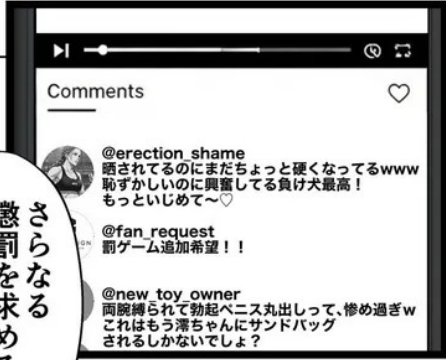 Comments
@erection_shame
晒されてるのにまだちょっと硬くなってるwww
恥ずかしいのに興奮してる負け犬最高！
もっといじめて～♡
@fan_request
罰ゲーム追加希望！！
@new_toy_owner
両腕縛られて勃起ペニス丸出しって、惨め過ぎw
これはもう澪ちゃんにサンドバッグ
されるしかないでしょ？
さらなる
懲罰を求め